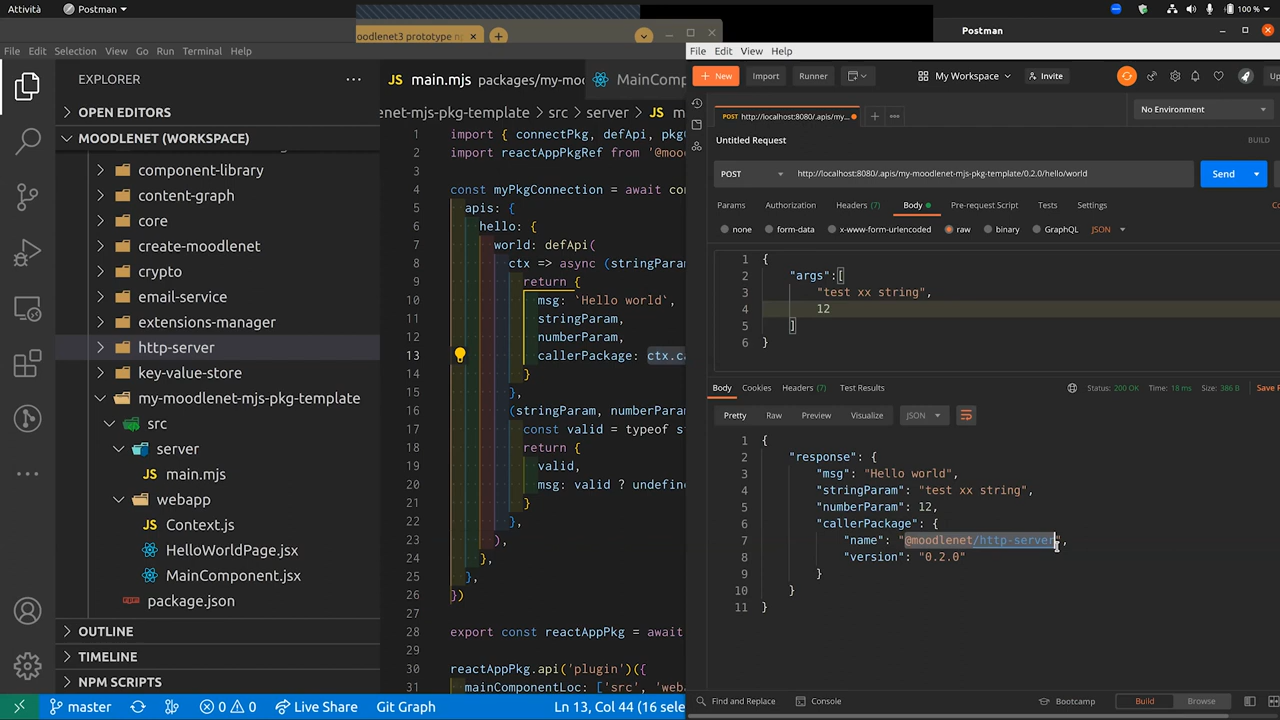 Attività
Postman
100 %
oodlenet3 prototype n
Postman
File Edit Selection View Go Run Terminal Help
File Edit View Help
EXPLORER
main.mjs packages/my-moo
MainComp
New
Import
Runner
My Workspace
Invite
Up
OPEN EDITORS
enet-mjs-pkg-template > src > server > m
POST http://localhost:8080/.apis/my...
No Environment
MOODLENET (WORKSPACE)
Untitled Request
BUILD
component-library
content-graph
core
create-moodlenet
crypto
email-service
extensions-manager
http-server
key-value-store
my-moodlenet-mjs-pkg-template
src
server
main.mjs
webapp
Context.js
HelloWorldPage.jsx
MainComponent.jsx
package.json
OUTLINE
TIMELINE
NPM SCRIPTS
1 import { connectPkg, defApi, pkg
2 import reactAppPkgRef from '@moo
3
4 const myPkgConnection = await co
5 apis: {
6 hello: {
7 world: defApi(
8 ctx => async (stringPara
9 return {
10 msg: `Hello world`,
11 stringParam,
12 numberParam,
13 callerPackage: ctx.ca
14 }
15 },
16 (stringParam, numberParam
17 const valid = typeof s
18 return {
19 valid,
20 msg: valid ? undefine
21 }
22 },
23 ),
24 },
25 },
26 })
27
28 export const reactAppPkg = await
29
30 reactAppPkg.api('plugin')({
31 mainComponentLoc: ['src', 'weba
POST
http://localhost:8080/.apis/my-moodlenet-mjs-pkg-template/0.2.0/hello/world
Send
Params Authorization Headers (7) Body Pre-request Script Tests Settings
Co
none form-data x-www-form-urlencoded raw binary GraphQL JSON
1 {
2 "args":[
3 "test xx string",
4 12
5 ]
6 }
Body Cookies Headers (7) Test Results
Status: 200 OK Time: 18 ms Size: 386 B Save R
Pretty Raw Preview Visualize JSON
1 {
2 "response": {
3 "msg": "Hello world",
4 "stringParam": "test xx string",
5 "numberParam": 12,
6 "callerPackage": {
7 "name": "@moodlenet/http-server",
8 "version": "0.2.0"
9 }
10 }
11 }
master
0 0
Live Share
Git Graph
Ln 13, Col 44 (16 selec
Find and Replace
Console
Bootcamp
Build
Browse